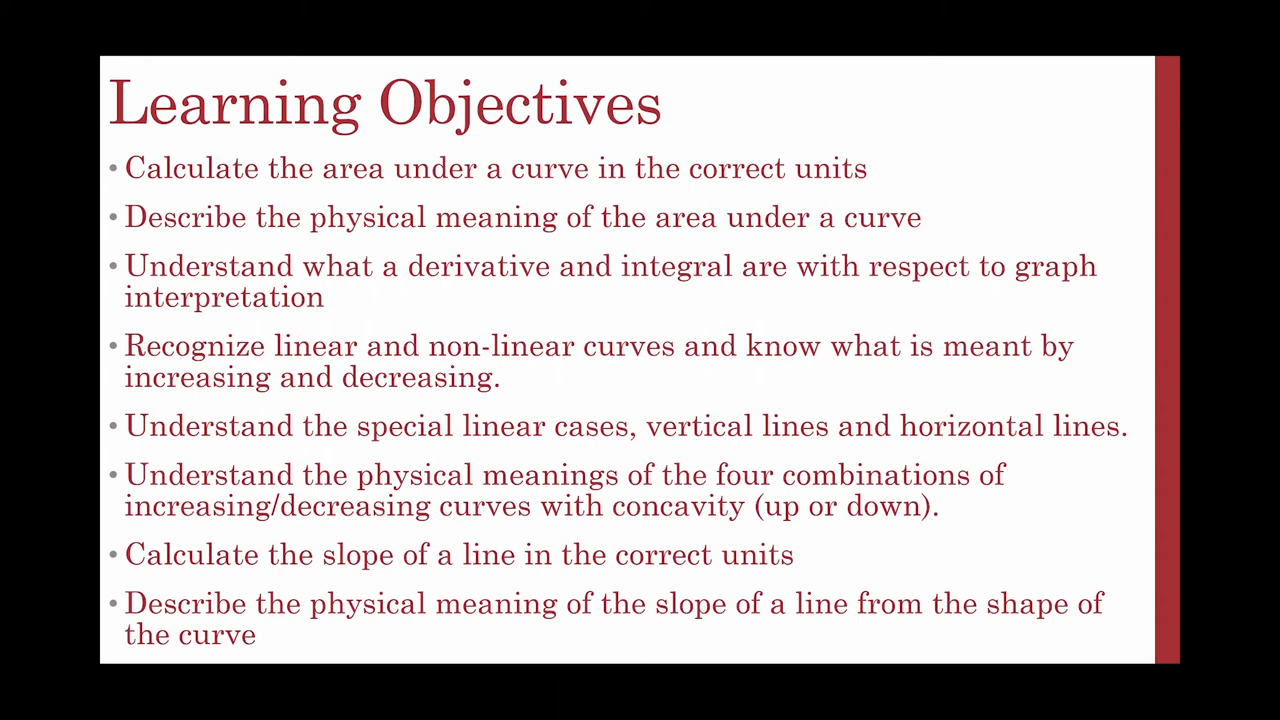 Learning Objectives
• Calculate the area under a curve in the correct units
• Describe the physical meaning of the area under a curve
• Understand what a derivative and integral are with respect to graph
interpretation
• Recognize linear and non-linear curves and know what is meant by
increasing and decreasing.
• Understand the special linear cases, vertical lines and horizontal lines.
• Understand the physical meanings of the four combinations of
increasing/decreasing curves with concavity (up or down).
• Calculate the slope of a line in the correct units
• Describe the physical meaning of the slope of a line from the shape of
the curve